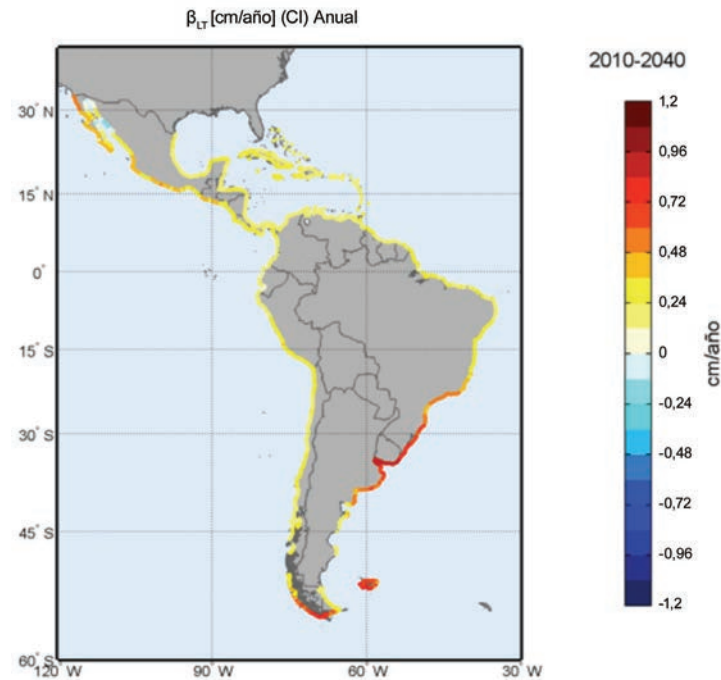 β_LT [cm/año] (CI) Anual
2010-2040
30° N
15° N
0°
15° S
30° S
45° S
60° S
120 W
90 W
60 W
30 W
1,2
0,96
0,72
0,48
0,24
0
-0,24
-0,48
-0,72
-0,96
-1,2
cm/año